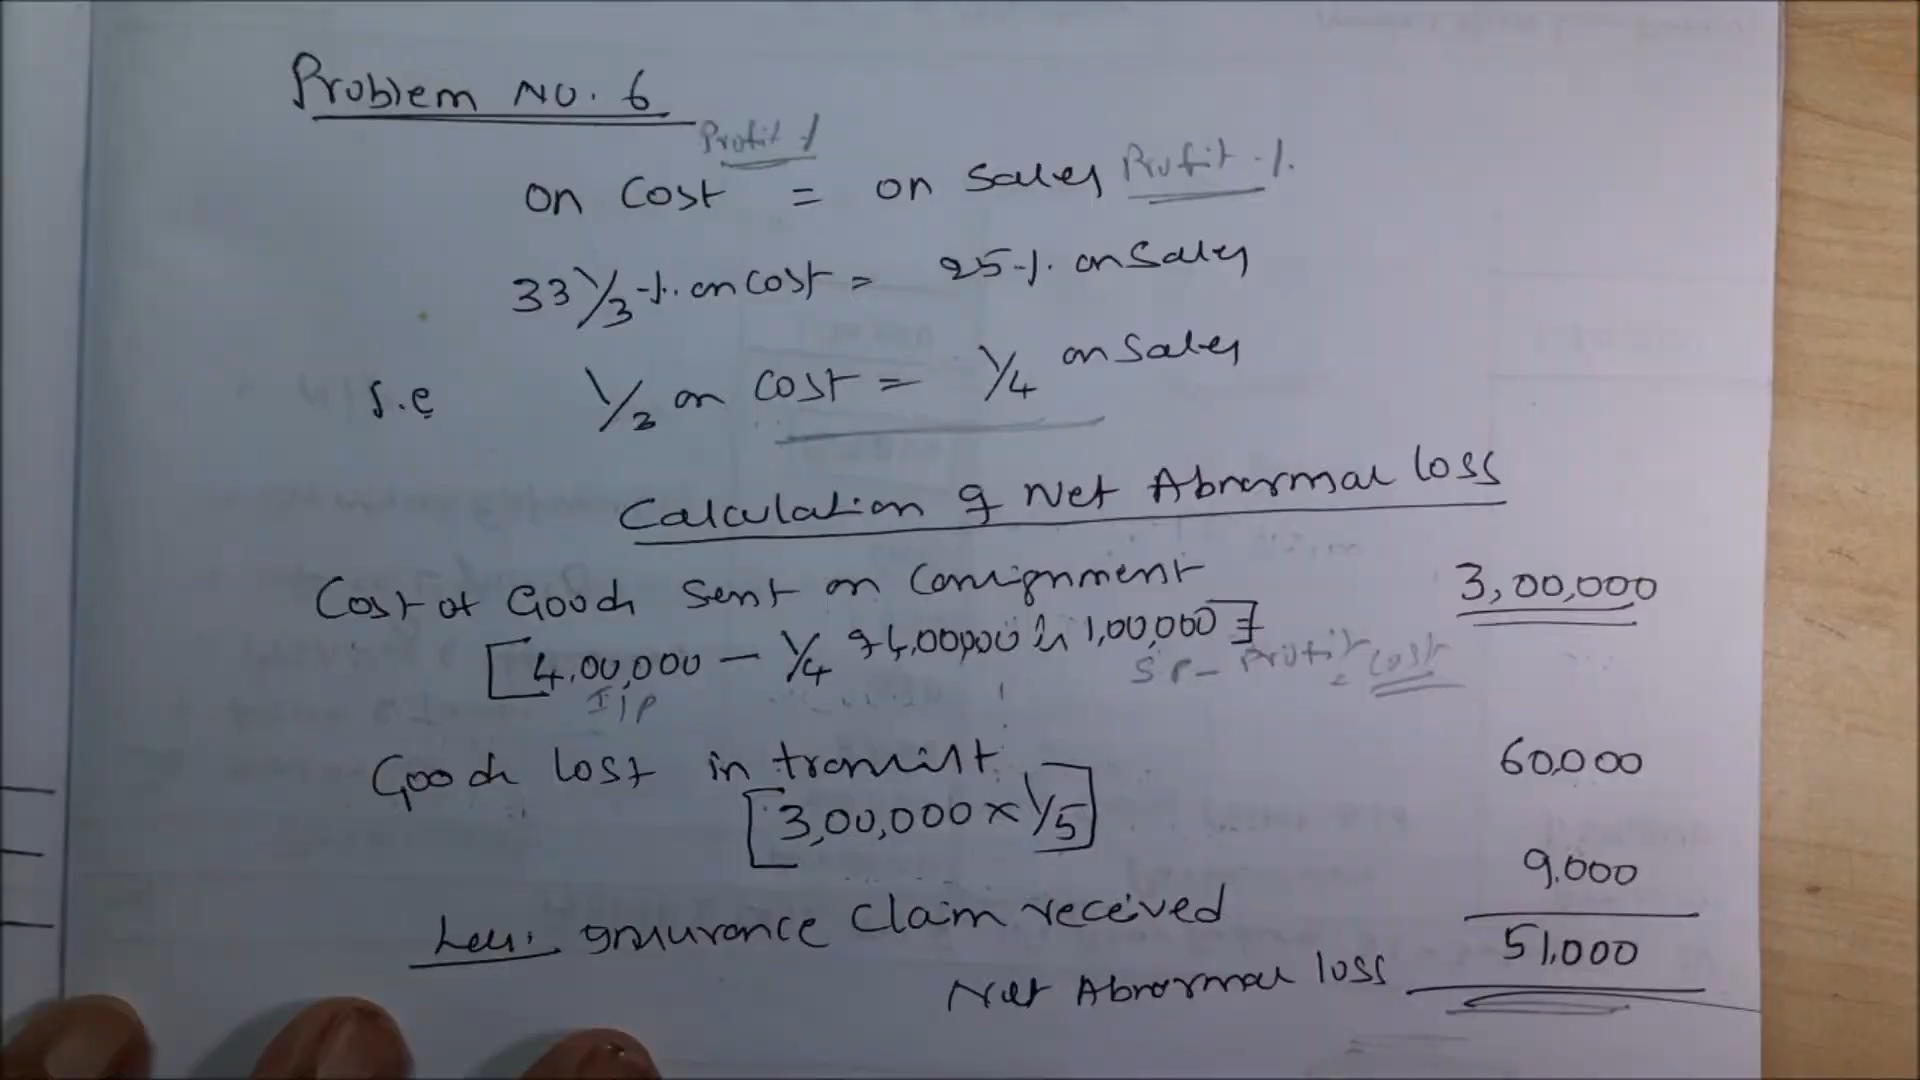 Problem NO. 6
Profit %
on Cost = on Sales Profit %
33 1/3 % on cost = 25 % on Sales
i.e 1/3 on Cost = 1/4 on Sales
Calculation of Net Abnormal loss
Cost of Goods Sent on Consignment 3,00,000
[4,00,000 - 1/4 of 4,00,000 is 1,00,000]
I/P SP - Profit = Cost
Goods lost in transit 60,000
[3,00,000 × 1/5]
9,000
Less: Insurance Claim received
51,000
Net Abnormal loss